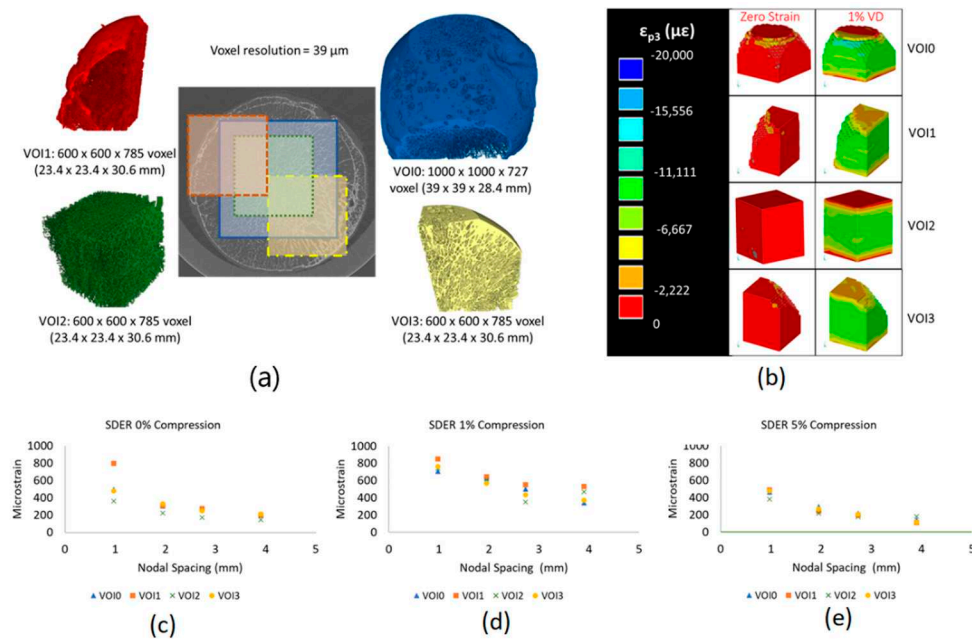 Voxel resolution = 39 µm
VOI1: 600 x 600 x 785 voxel
(23.4 x 23.4 x 30.6 mm)
VOI0: 1000 x 1000 x 727
voxel (39 x 39 x 28.4 mm)
VOI2: 600 x 600 x 785 voxel
(23.4 x 23.4 x 30.6 mm)
VOI3: 600 x 600 x 785 voxel
(23.4 x 23.4 x 30.6 mm)
(a)
εp3 (µε)
-20,000
-15,556
-11,111
-6,667
-2,222
0
Zero Strain
1% VD
VOI0
VOI1
VOI2
VOI3
(b)
SDER 0% Compression
Microstrain
1000
800
600
400
200
0
0 1 2 3 4 5
Nodal Spacing (mm)
VOI0 VOI1 VOI2 VOI3
(c)
SDER 1% Compression
Microstrain
1000
800
600
400
200
0
0 1 2 3 4 5
Nodal Spacing (mm)
VOI0 VOI1 VOI2 VOI3
(d)
SDER 5% Compression
Microstrain
1000
800
600
400
200
0
0 1 2 3 4 5
Nodal Spacing (mm)
VOI0 VOI1 VOI2 VOI3
(e)